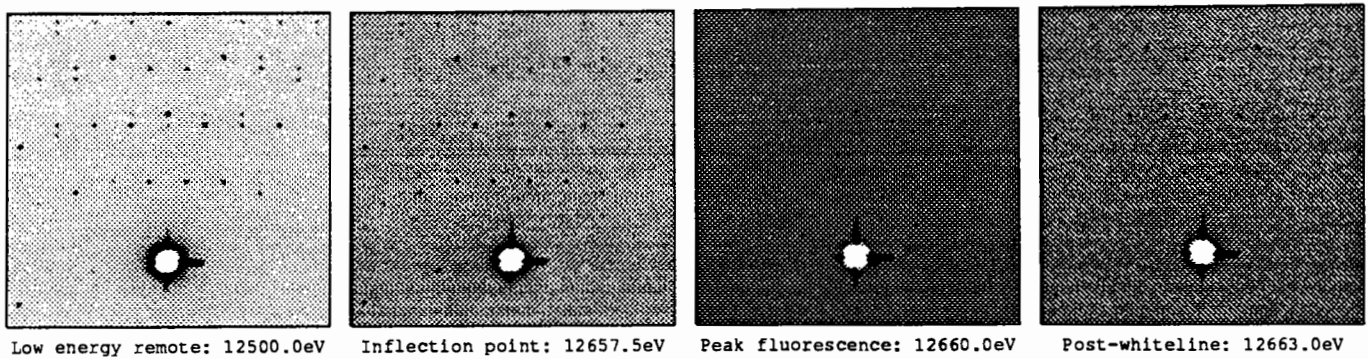 Low energy remote: 12500.0eV
Inflection point: 12657.5eV
Peak fluorescence: 12660.0eV
Post-whiteline: 12663.0eV